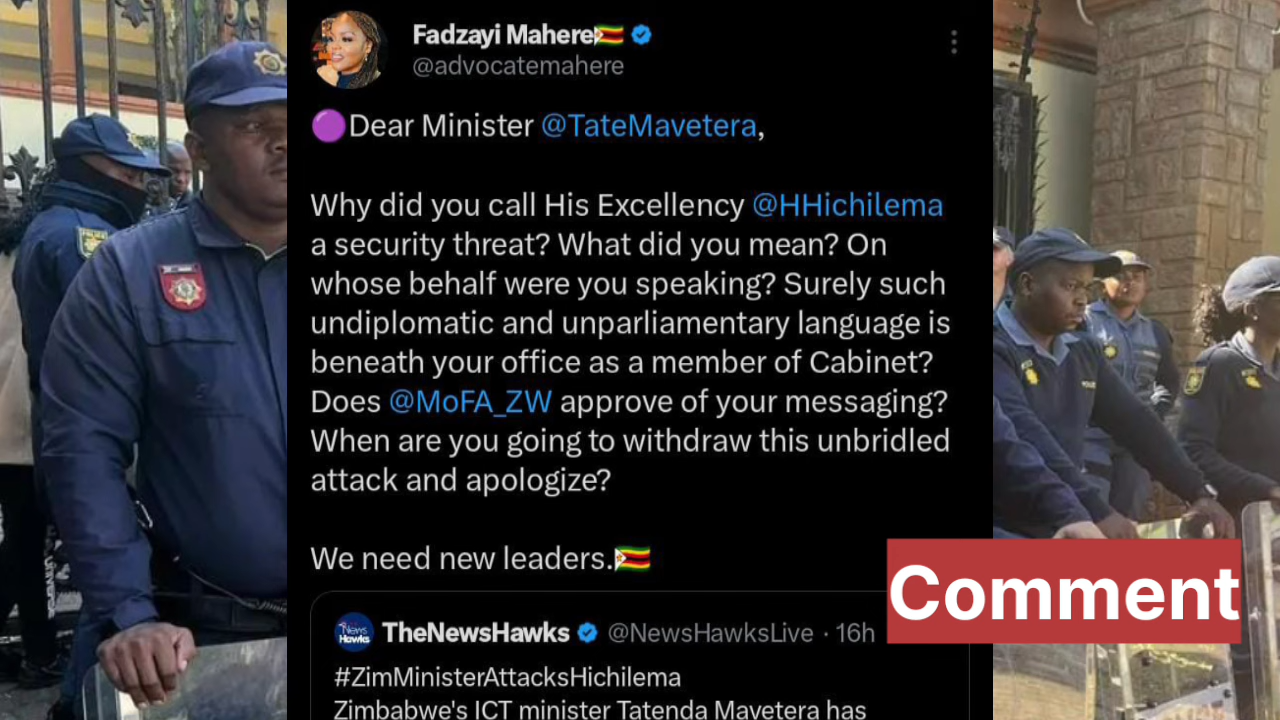 Fadzayi Mahere🇿🇼
@advocatemahere
🟣Dear Minister @TateMavetera,
Why did you call His Excellency @HHichilema
a security threat? What did you mean? On
whose behalf were you speaking? Surely such
undiplomatic and unparliamentary language is
beneath your office as a member of Cabinet?
Does @MoFA_ZW approve of your messaging?
When are you going to withdraw this unbridled
attack and apologize?
We need new leaders.🇿🇼
Comment
News
Hawks
TheNewsHawks @NewsHawksLive · 16h
#ZimMinisterAttacksHichilema
Zimbabwe's ICT minister Tatenda Mavetera has